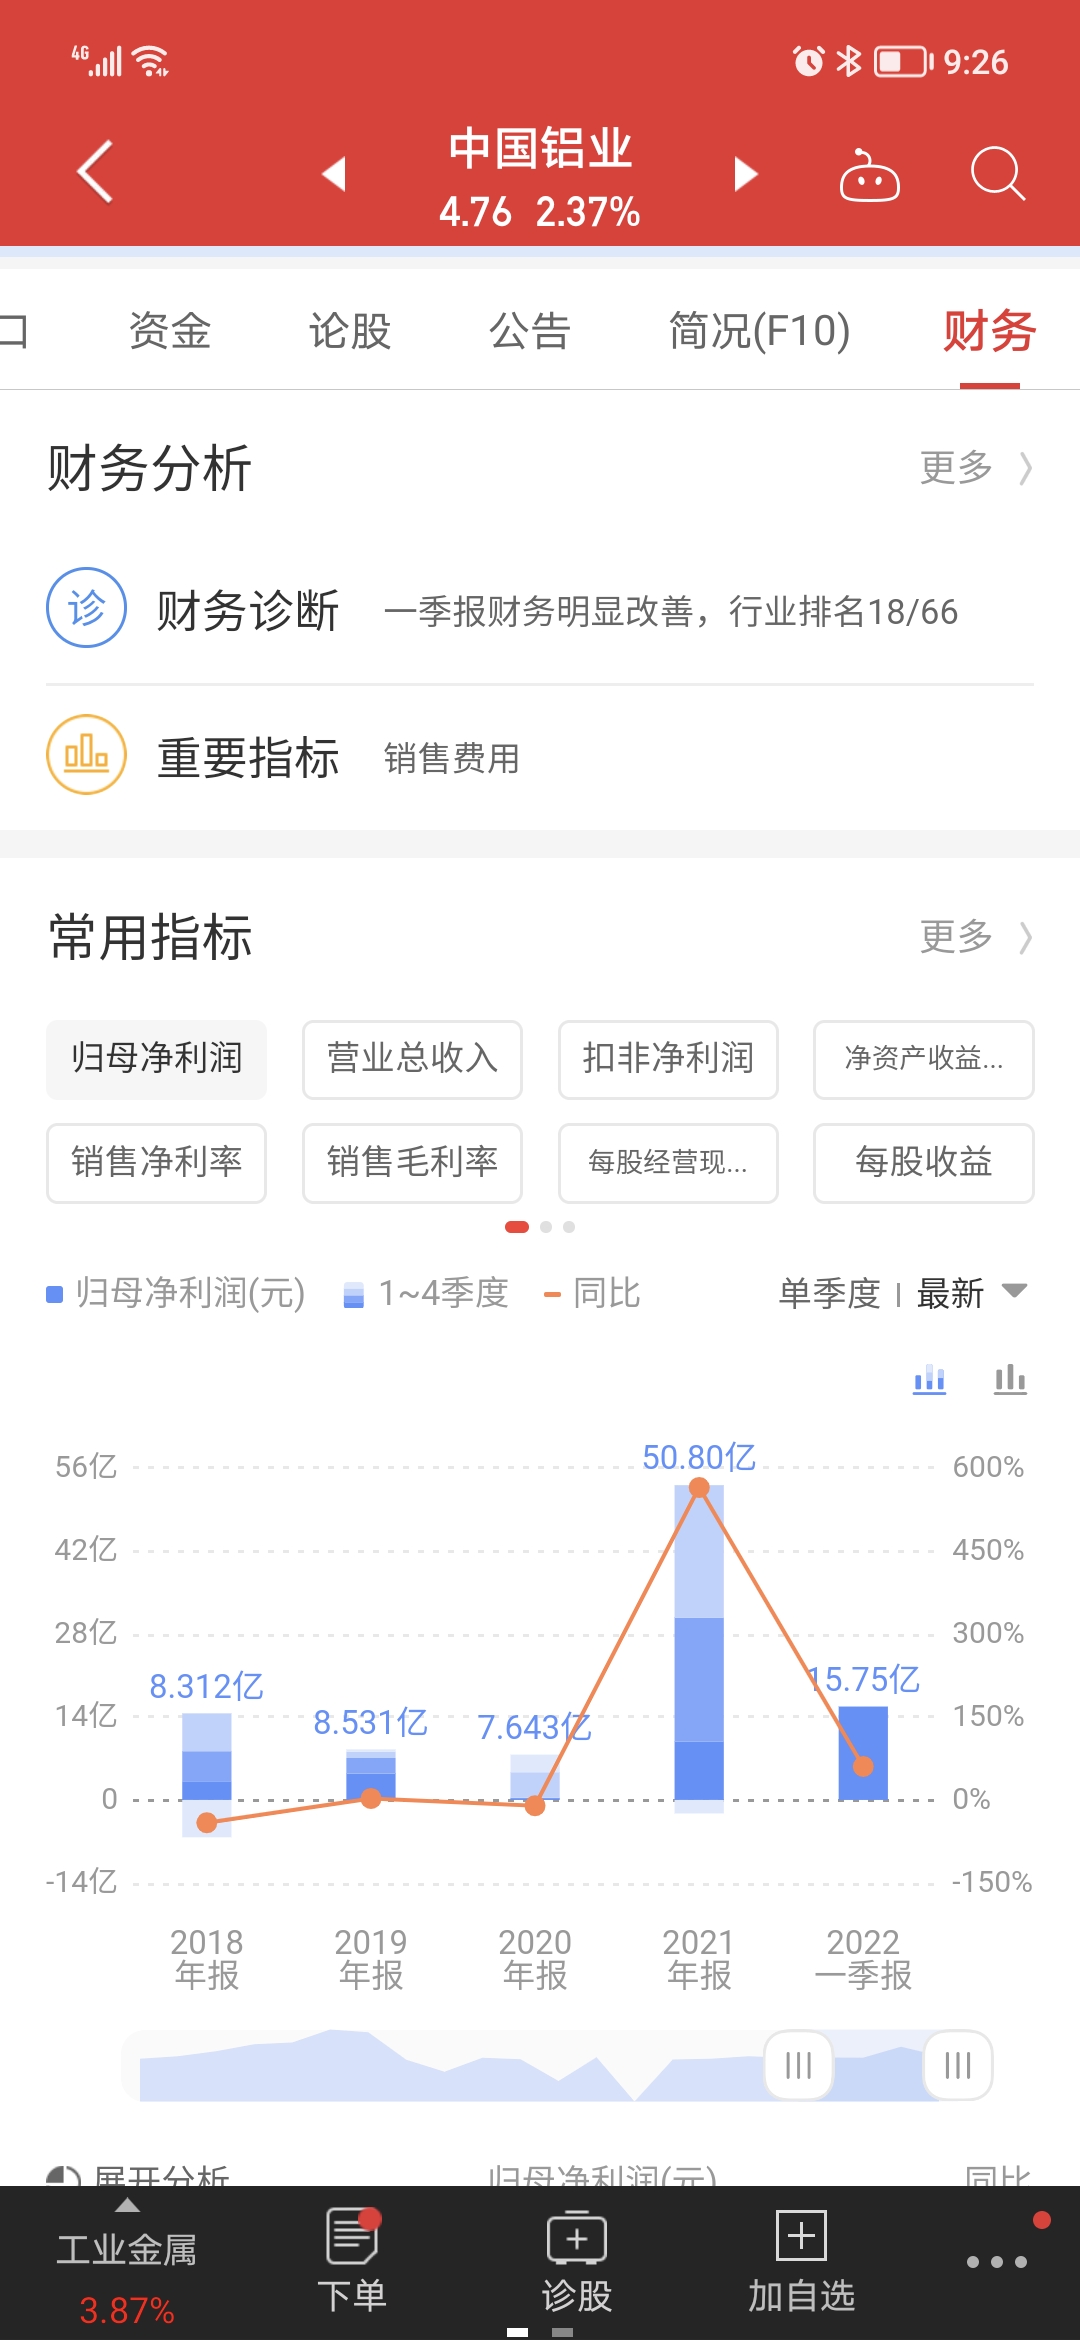 4G 9:26
中国铝业
4.76 2.37%
口 资金 论股 公告 简况(F10) 财务
财务分析 更多
诊 财务诊断 一季报财务明显改善，行业排名18/66
重要指标 销售费用
常用指标 更多
归母净利润 营业总收入 扣非净利润 净资产收益...
销售净利率 销售毛利率 每股经营现... 每股收益
归母净利润(元) 1~4季度 同比 单季度 最新
50.80亿
56亿 600%
42亿 450%
28亿 300%
8.312亿 15.75亿
14亿 8.531亿 7.643亿 150%
0 0%
-14亿 -150%
2018 2019 2020 2021 2022
年报 年报 年报 年报 一季报
展开分析 归母净利润(元) 同比
工业金属 下单 诊股 加自选
3.87%